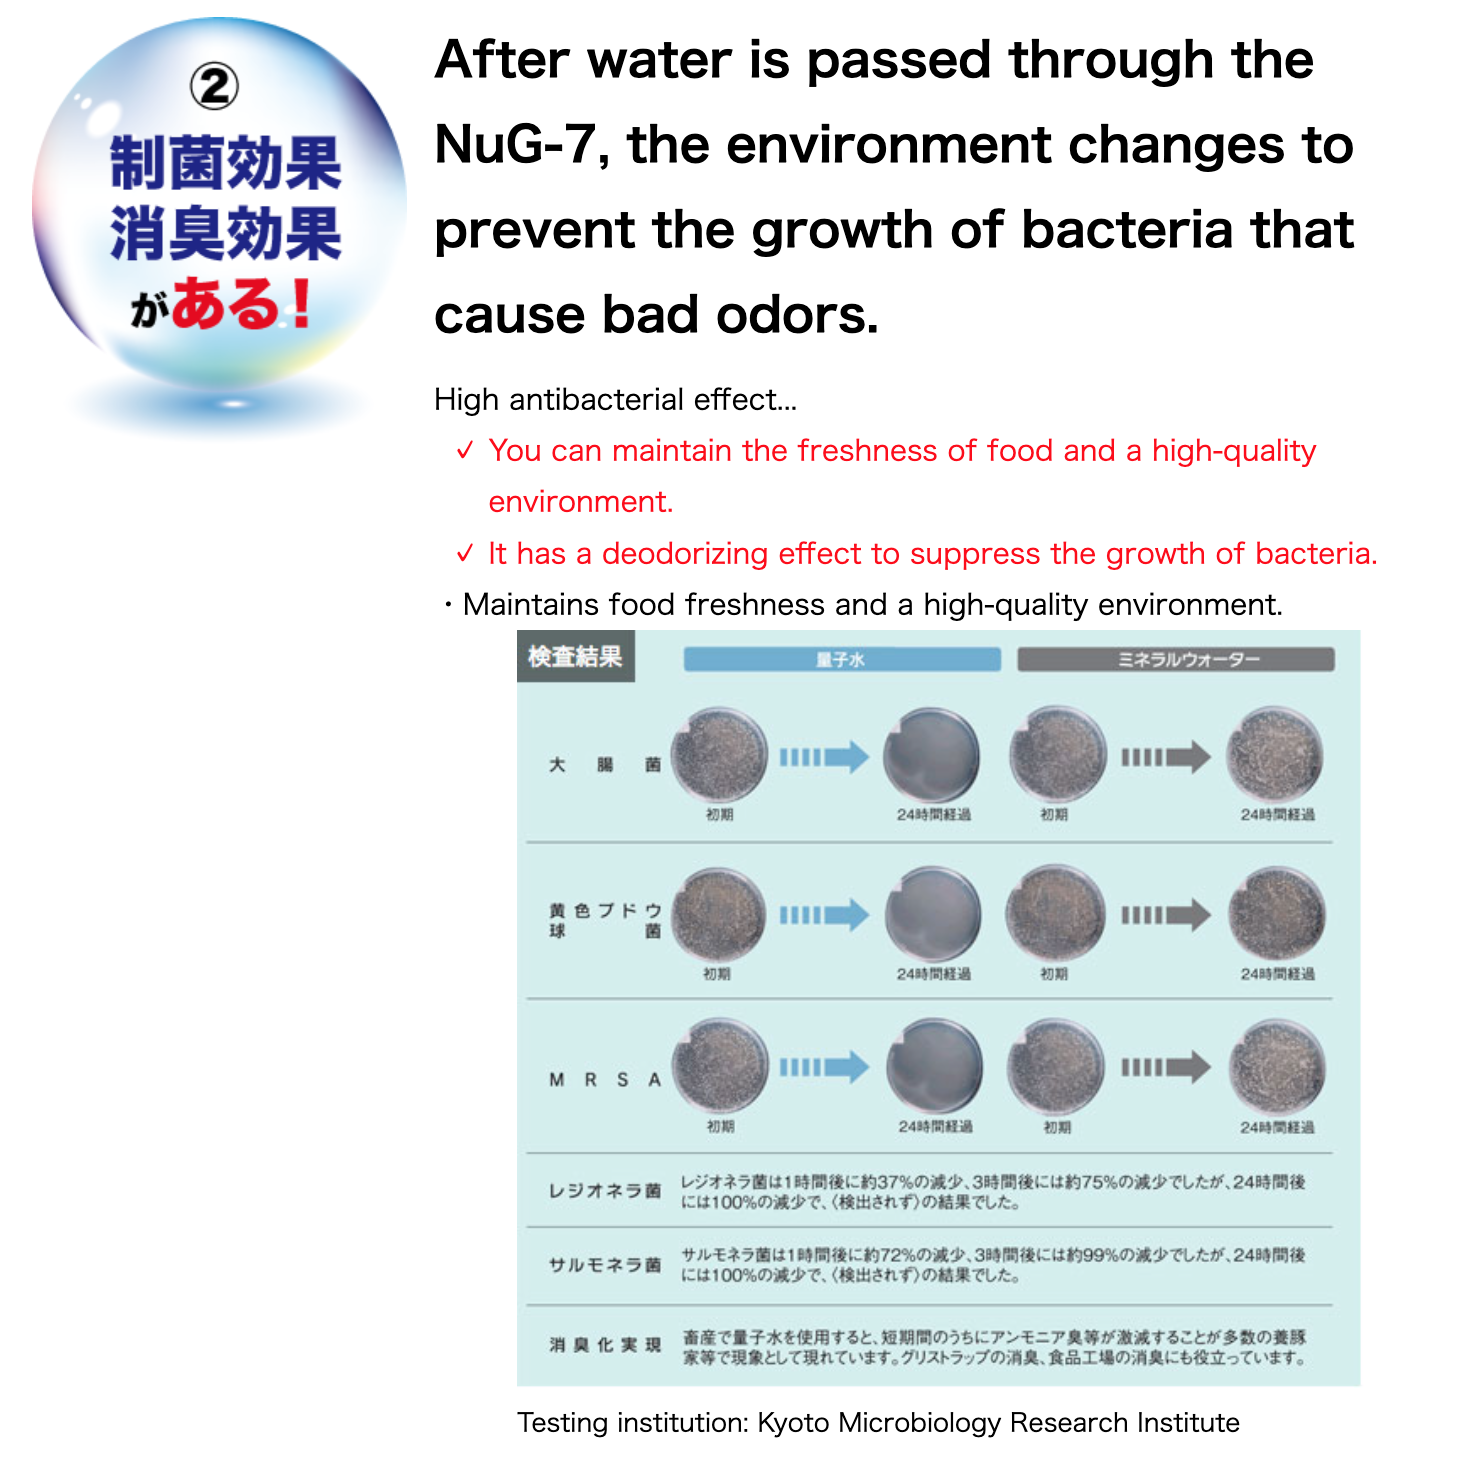 ②
制菌効果
消臭効果
がある!
After water is passed through the
NuG-7, the environment changes to
prevent the growth of bacteria that
cause bad odors.
High antibacterial effect...
✓ You can maintain the freshness of food and a high-quality
environment.
✓ It has a deodorizing effect to suppress the growth of bacteria.
・Maintains food freshness and a high-quality environment.
検査結果
量子水
ミネラルウォーター
大腸菌
初期
24時間経過
初期
24時間経過
黄色ブドウ
球菌
初期
24時間経過
初期
24時間経過
MRSA
初期
24時間経過
初期
24時間経過
レジオネラ菌
レジオネラ菌は1時間後に約37%の減少、3時間後には約75%の減少でしたが、24時間後
には100%の減少で、〈検出されず〉の結果でした。
サルモネラ菌
サルモネラ菌は1時間後に約72%の減少、3時間後には約99%の減少でしたが、24時間後
には100%の減少で、〈検出されず〉の結果でした。
消臭化実現
畜産で量子水を使用すると、短期間のうちにアンモニア臭等が激減することが多数の養豚
家等で現象として現れています。グリストラップの消臭、食品工場の消臭にも役立っています。
Testing institution: Kyoto Microbiology Research Institute